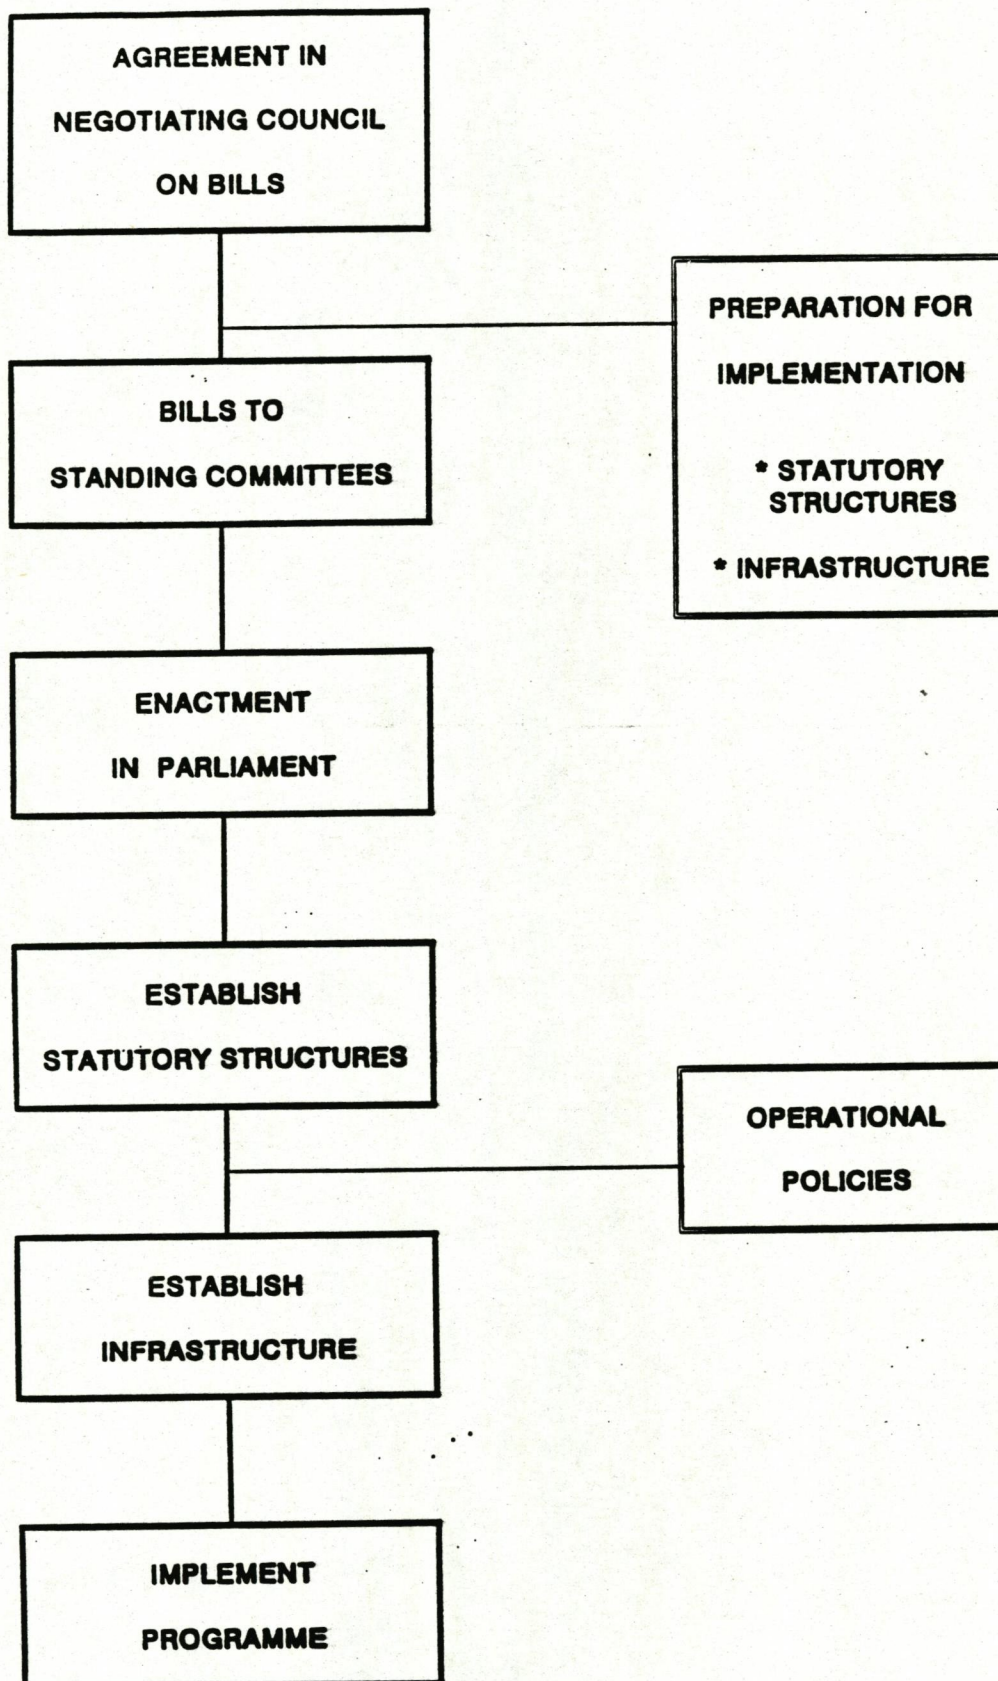 AGREEMENT IN
NEGOTIATING COUNCIL
ON BILLS
PREPARATION FOR
IMPLEMENTATION
* STATUTORY
STRUCTURES
* INFRASTRUCTURE
BILLS TO
STANDING COMMITTEES
ENACTMENT
IN PARLIAMENT
ESTABLISH
STATUTORY STRUCTURES
OPERATIONAL
POLICIES
ESTABLISH
INFRASTRUCTURE
IMPLEMENT
PROGRAMME